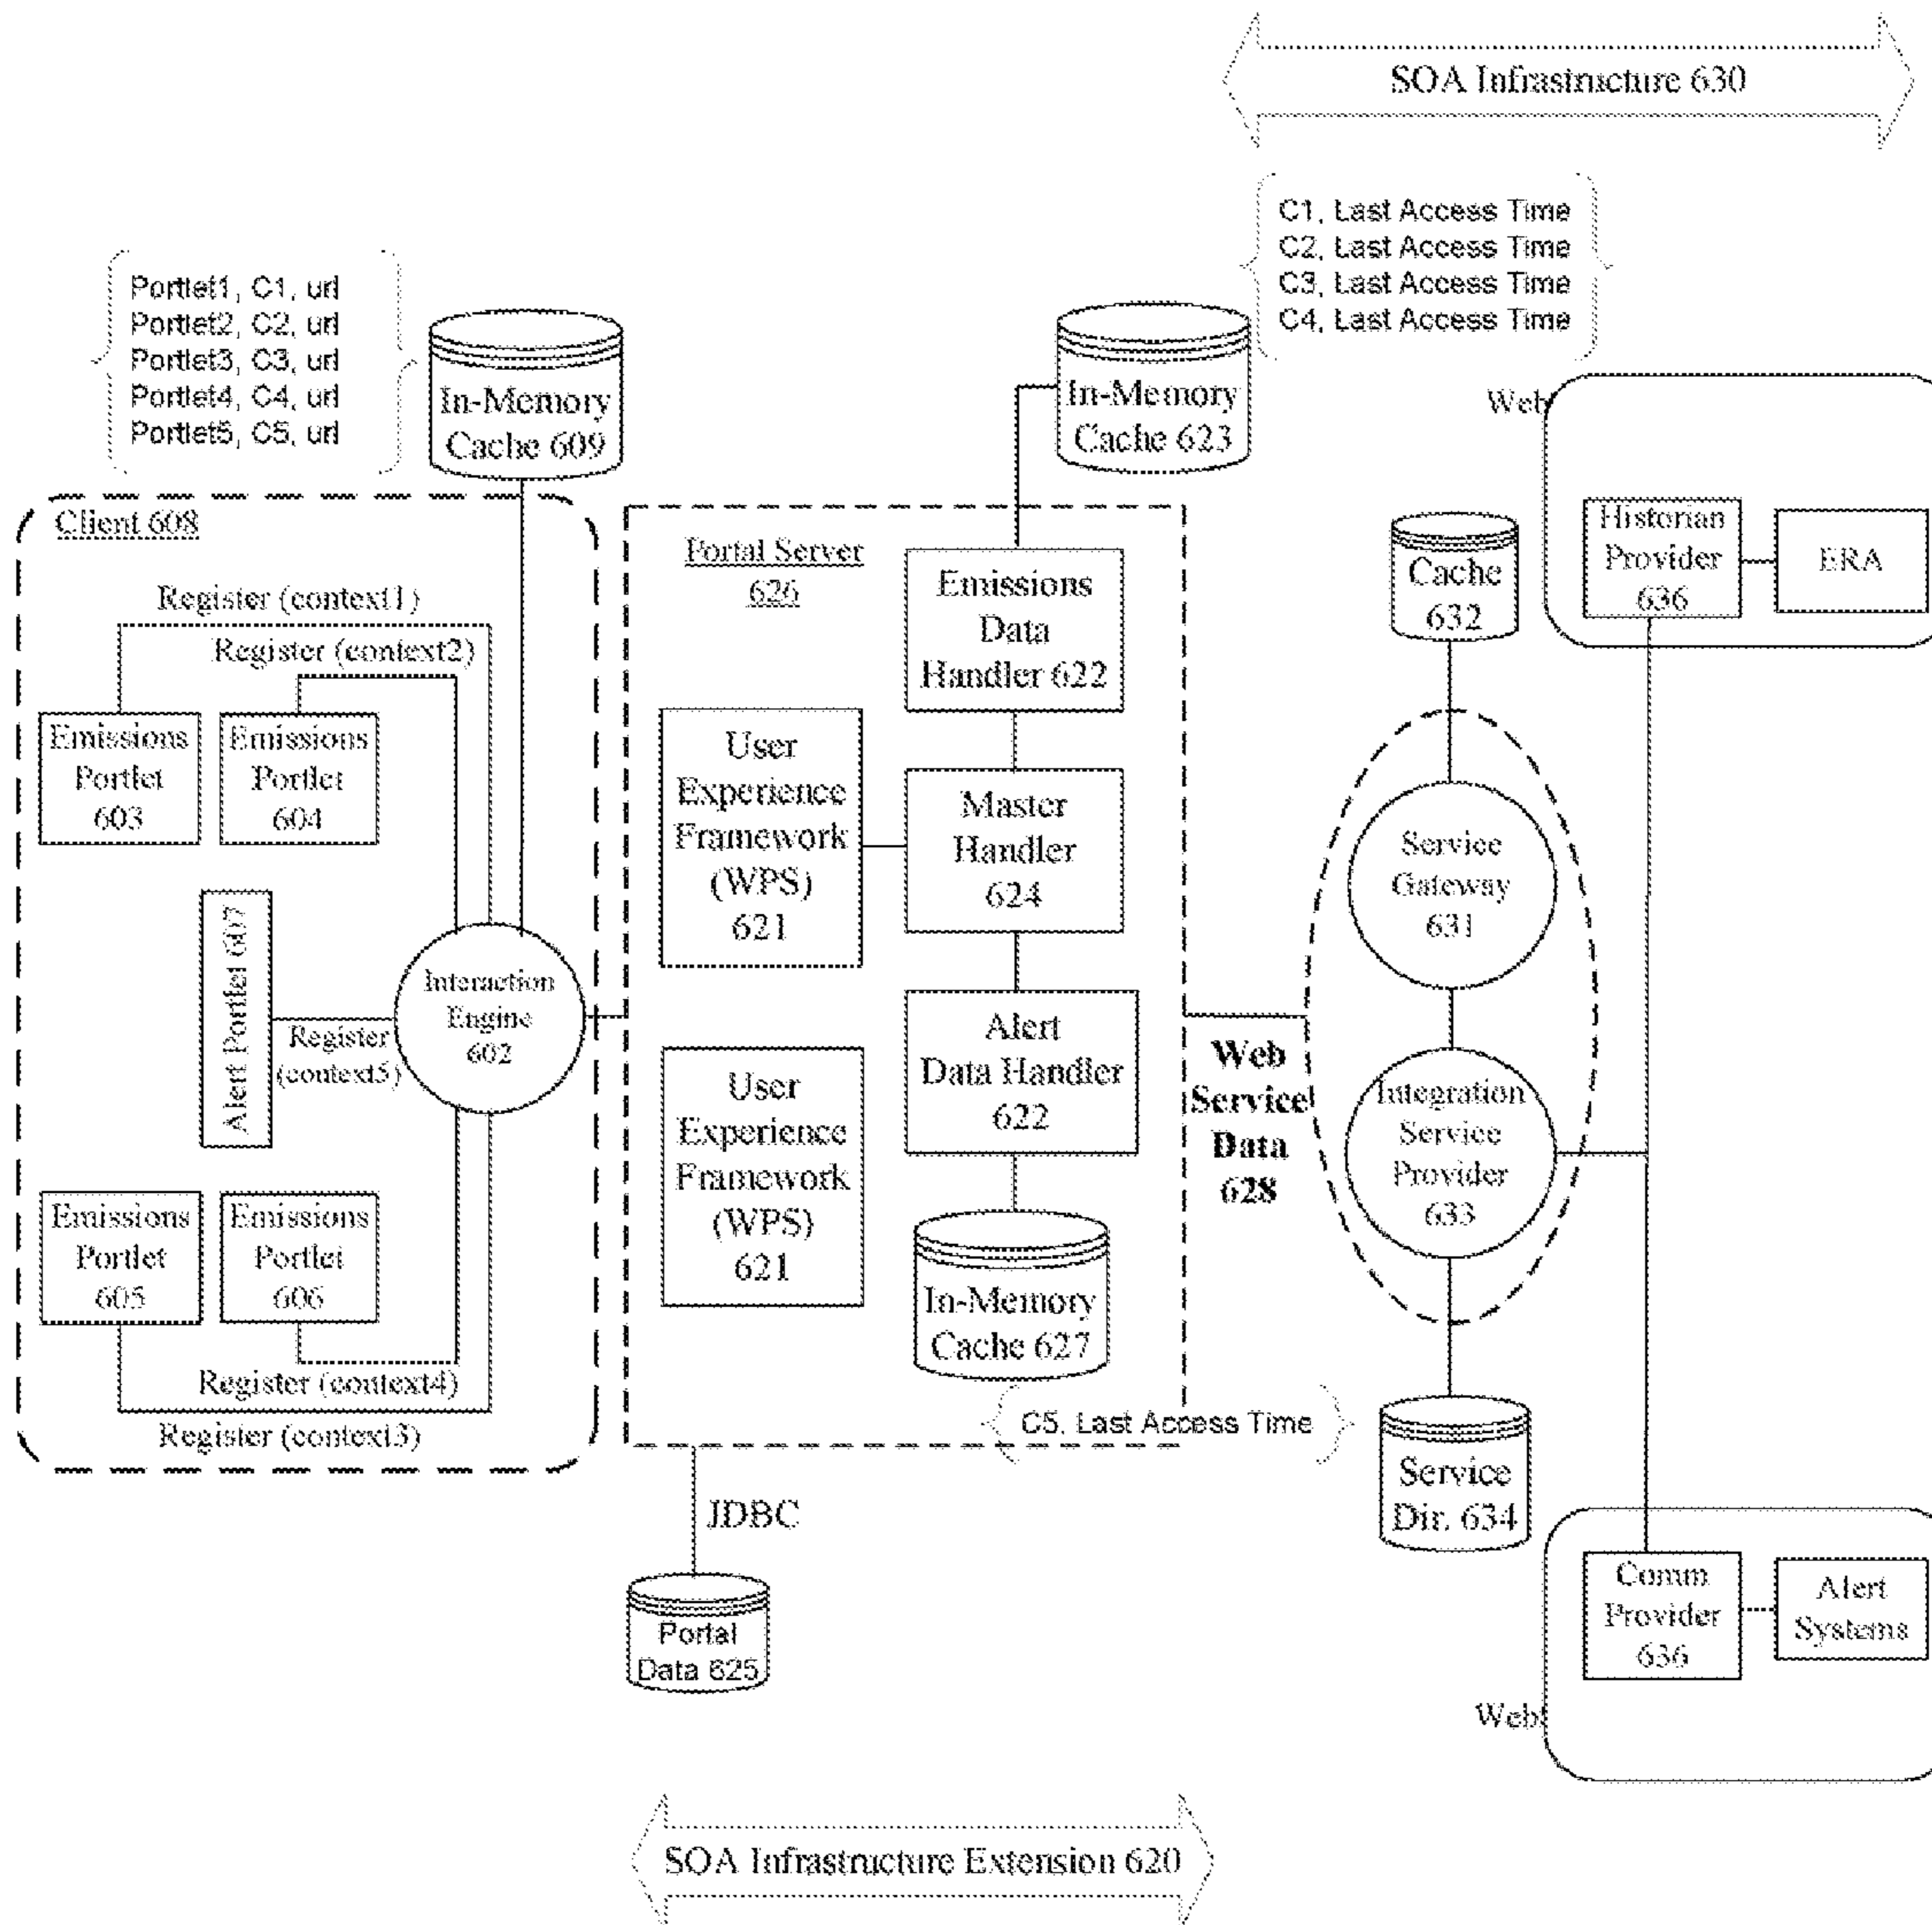 SOA Infrastructure 630
C1, Last Access Time
C2, Last Access Time
C3, Last Access Time
C4, Last Access Time
Portlet1, C1, url
Portlet2, C2, url
Portlet3, C3, url
Portlet4, C4, url
Portlet5, C5, url
In-Memory
Cache 609
In-Memory
Cache 623
Web
Client 608
Register (context1)
Register (context2)
Emissions
Portlet
603
Emissions
Portlet
604
Alert Portlet 607
Register
(context5)
Interaction
Engine
602
Emissions
Portlet
605
Emissions
Portlet
606
Register (context4)
Register (context3)
Portal Server
626
Emissions
Data
Handler 622
User
Experience
Framework
(WPS)
621
Master
Handler
624
User
Experience
Framework
(WPS)
621
Alert
Data Handler
622
In-Memory
Cache 627
C5, Last Access Time
JDBC
Portal
Data 625
Web
Service
Data
628
Cache
632
Service
Gateway
631
Integration
Service
Provider
633
Service
Dir. 634
Historian
Provider
636
ERA
Comm
Provider
636
Alert
Systems
Web
SOA Infrastructure Extension 620